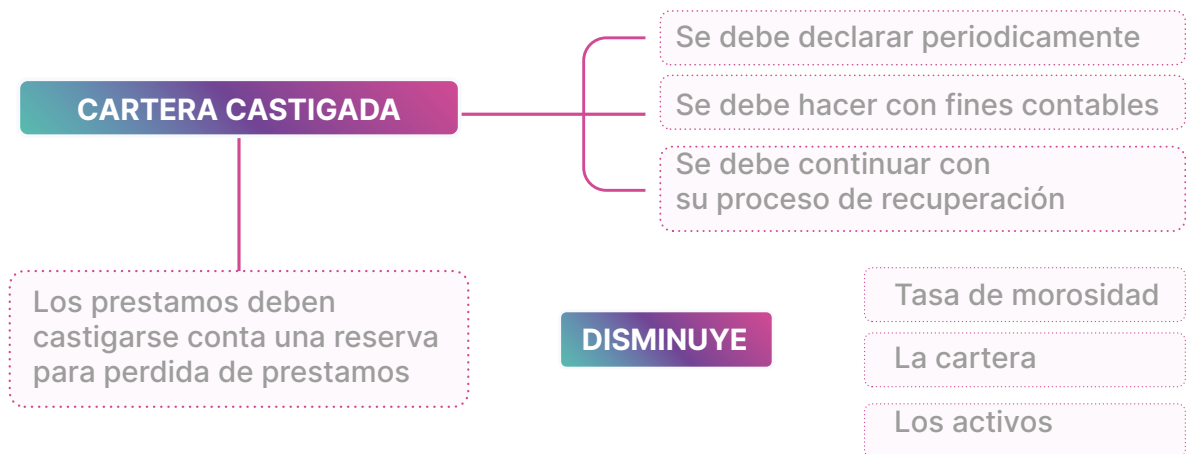 CARTERA CASTIGADA
Se debe declarar periodicamente
Se debe hacer con fines contables
Se debe continuar con
su proceso de recuperación
Los prestamos deben
castigarse conta una reserva
para perdida de prestamos
DISMINUYE
Tasa de morosidad
La cartera
Los activos